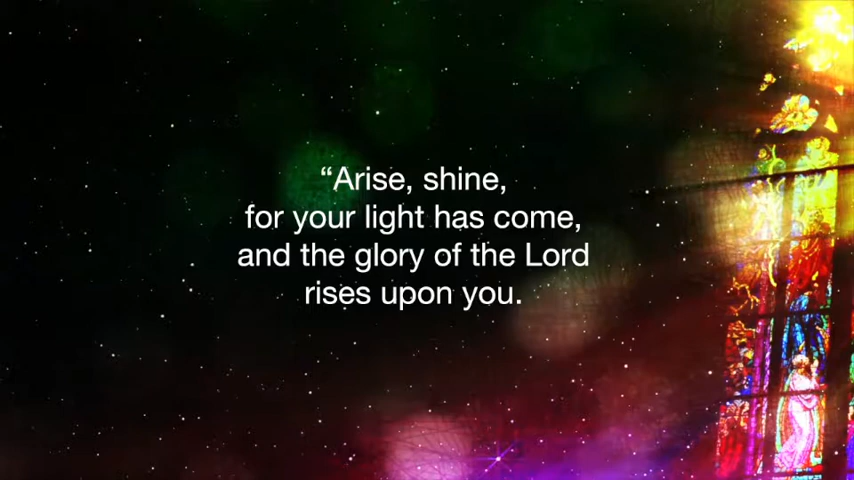 “Arise, shine,
for your light has come,
and the glory of the Lord
rises upon you.